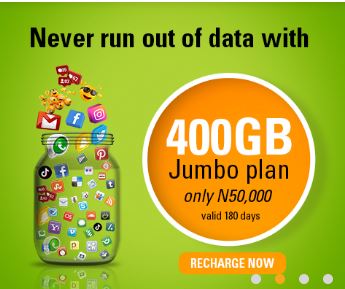 Never run out of data with
400GB
Jumbo plan
only N50,000
valid 180 days
RECHARGE NOW